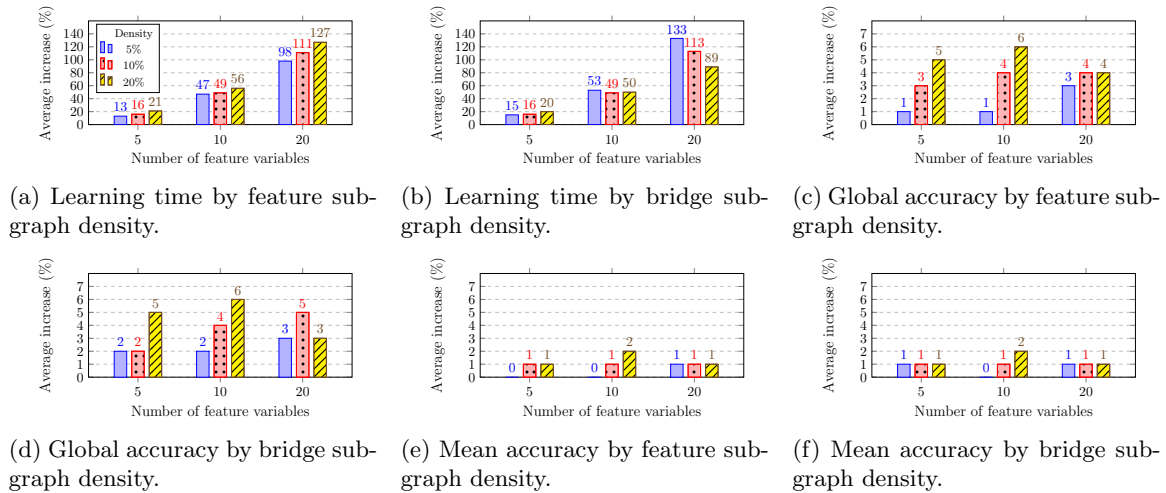 Average increase (%)
140
120
100
80
60
40
20
0
Density
5%
10%
20%
13 16 21
47 49 56
98 111 127
5 10 20
Number of feature variables
(a) Learning time by feature sub-
graph density.
Average increase (%)
140
120
100
80
60
40
20
0
15 16 20
53 49 50
133 113 89
5 10 20
Number of feature variables
(b) Learning time by bridge sub-
graph density.
Average increase (%)
7
6
5
4
3
2
1
0
1 3 5
1 4 6
3 4 4
5 10 20
Number of feature variables
(c) Global accuracy by feature sub-
graph density.
Average increase (%)
7
6
5
4
3
2
1
0
2 2 5
2 4 6
3 5 3
5 10 20
Number of feature variables
(d) Global accuracy by bridge sub-
graph density.
Average increase (%)
7
6
5
4
3
2
1
0
0 1 1
0 1 2
1 1 1
5 10 20
Number of feature variables
(e) Mean accuracy by feature sub-
graph density.
Average increase (%)
7
6
5
4
3
2
1
0
1 1 1
0 1 2
1 1 1
5 10 20
Number of feature variables
(f) Mean accuracy by bridge sub-
graph density.